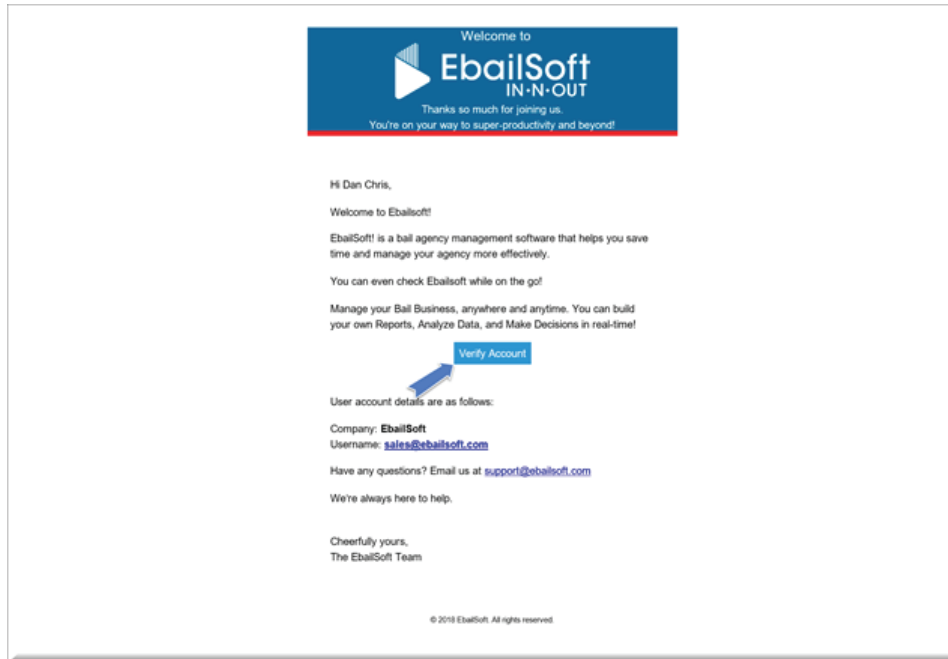 Welcome to
EbailSoft
IN·N·OUT
Thanks so much for joining us.
You're on your way to super-productivity and beyond!
Hi Dan Chris,
Welcome to Ebailsoft!
EbailSoft! is a bail agency management software that helps you save
time and manage your agency more effectively.
You can even check Ebailsoft while on the go!
Manage your Bail Business, anywhere and anytime. You can build
your own Reports, Analyze Data, and Make Decisions in real-time!
Verify Account
User account details are as follows:
Company: EbailSoft
Username: sales@ebailsoft.com
Have any questions? Email us at support@ebailsoft.com
We're always here to help.
Cheerfully yours,
The EbailSoft Team
© 2018 EbailSoft. All rights reserved.